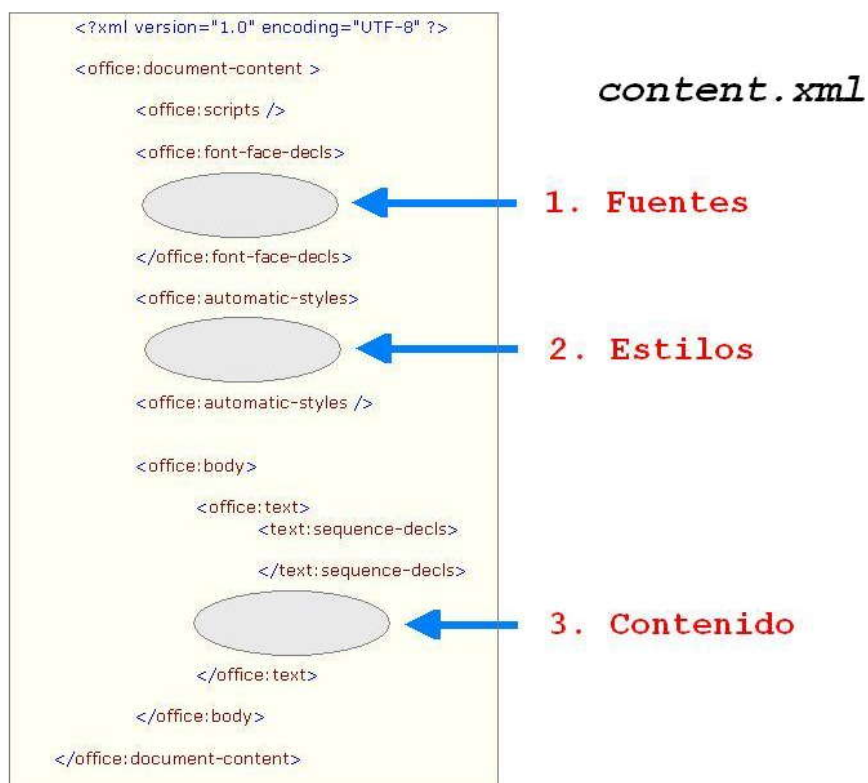 <?xml version="1.0" encoding="UTF-8" ?>
<office:document-content >
content.xml
<office:scripts />
<office:font-face-decls>
1. Fuentes
</office:font-face-decls>
<office:automatic-styles>
2. Estilos
<office:automatic-styles />
<office:body>
<office:text>
<text:sequence-decls>
</text:sequence-decls>
3. Contenido
</office:text>
</office:body>
</office:document-content>